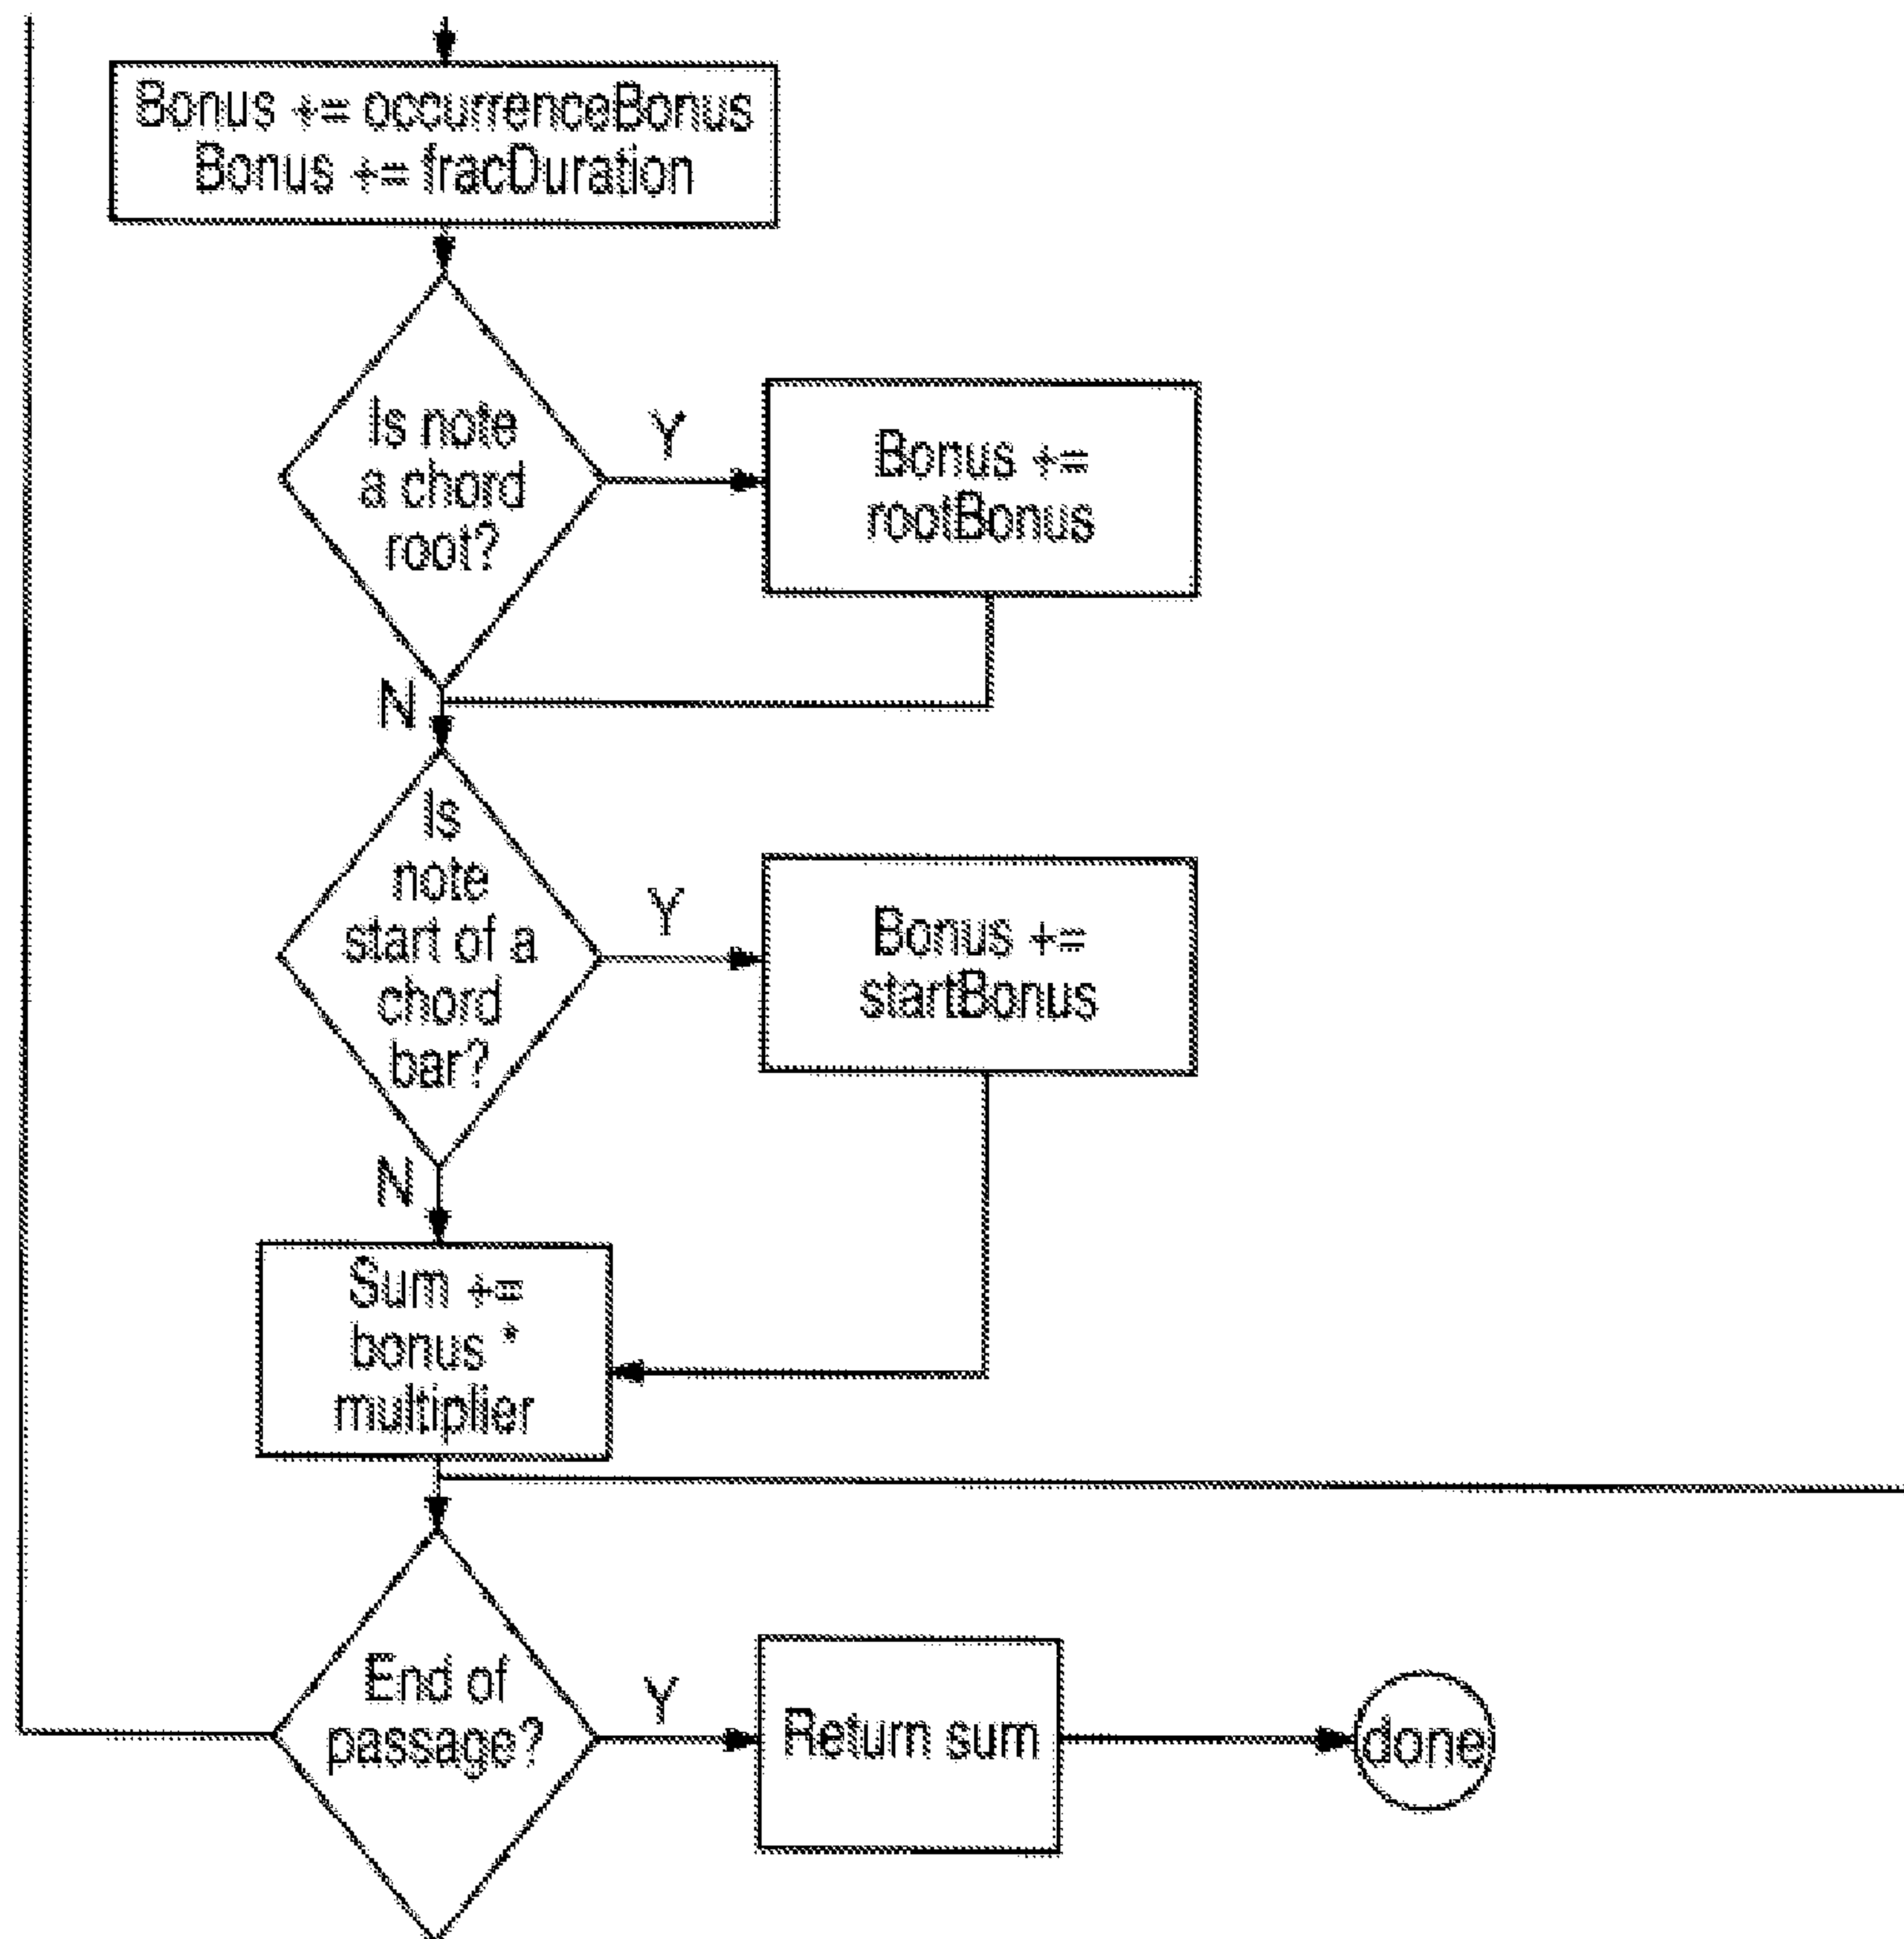 Bonus += occurrenceBonus
Bonus += fracDuration
Is note
a chord
root?
Y
Bonus +=
rootBonus
N
Is
note
start of a
chord
bar?
Y
Bonus +=
startBonus
N
Sum +=
bonus *
multiplier
End of
passage?
Y
Return sum
done